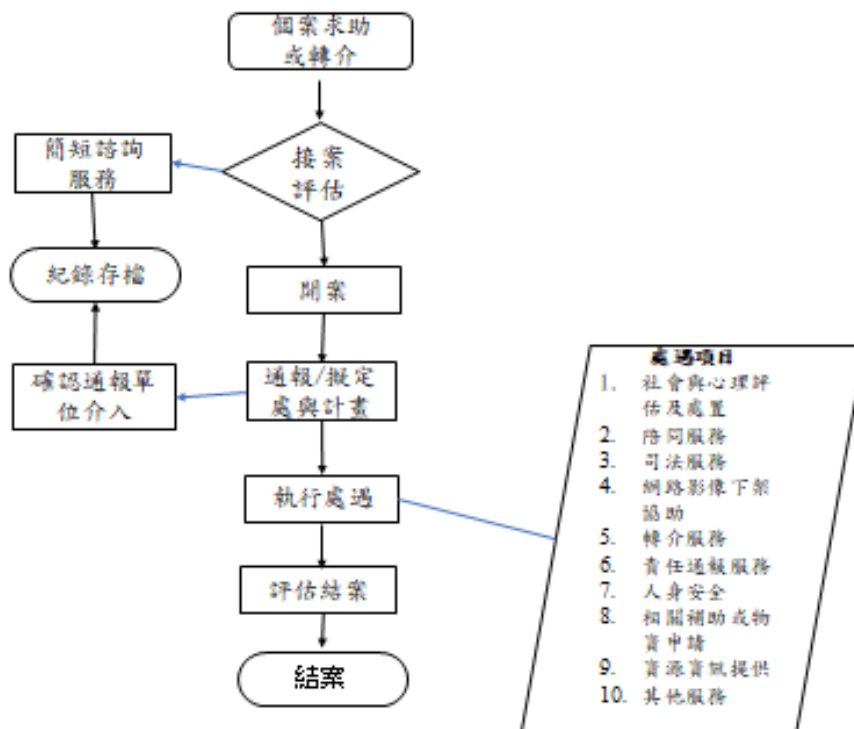 個案求助
或轉介
接案
評估
簡短諮詢
服務
紀錄存檔
開案
通報/擬定
處與計畫
確認通報單
位介入
執行處遇
評估結案
結案
處遇項目
1. 社會與心理評
估及處置
2. 陪同服務
3. 司法服務
4. 網路影像下架
協助
5. 轉介服務
6. 責任通報服務
7. 人身安全
8. 相關補助或物
資申請
9. 資源資訊提供
10. 其他服務